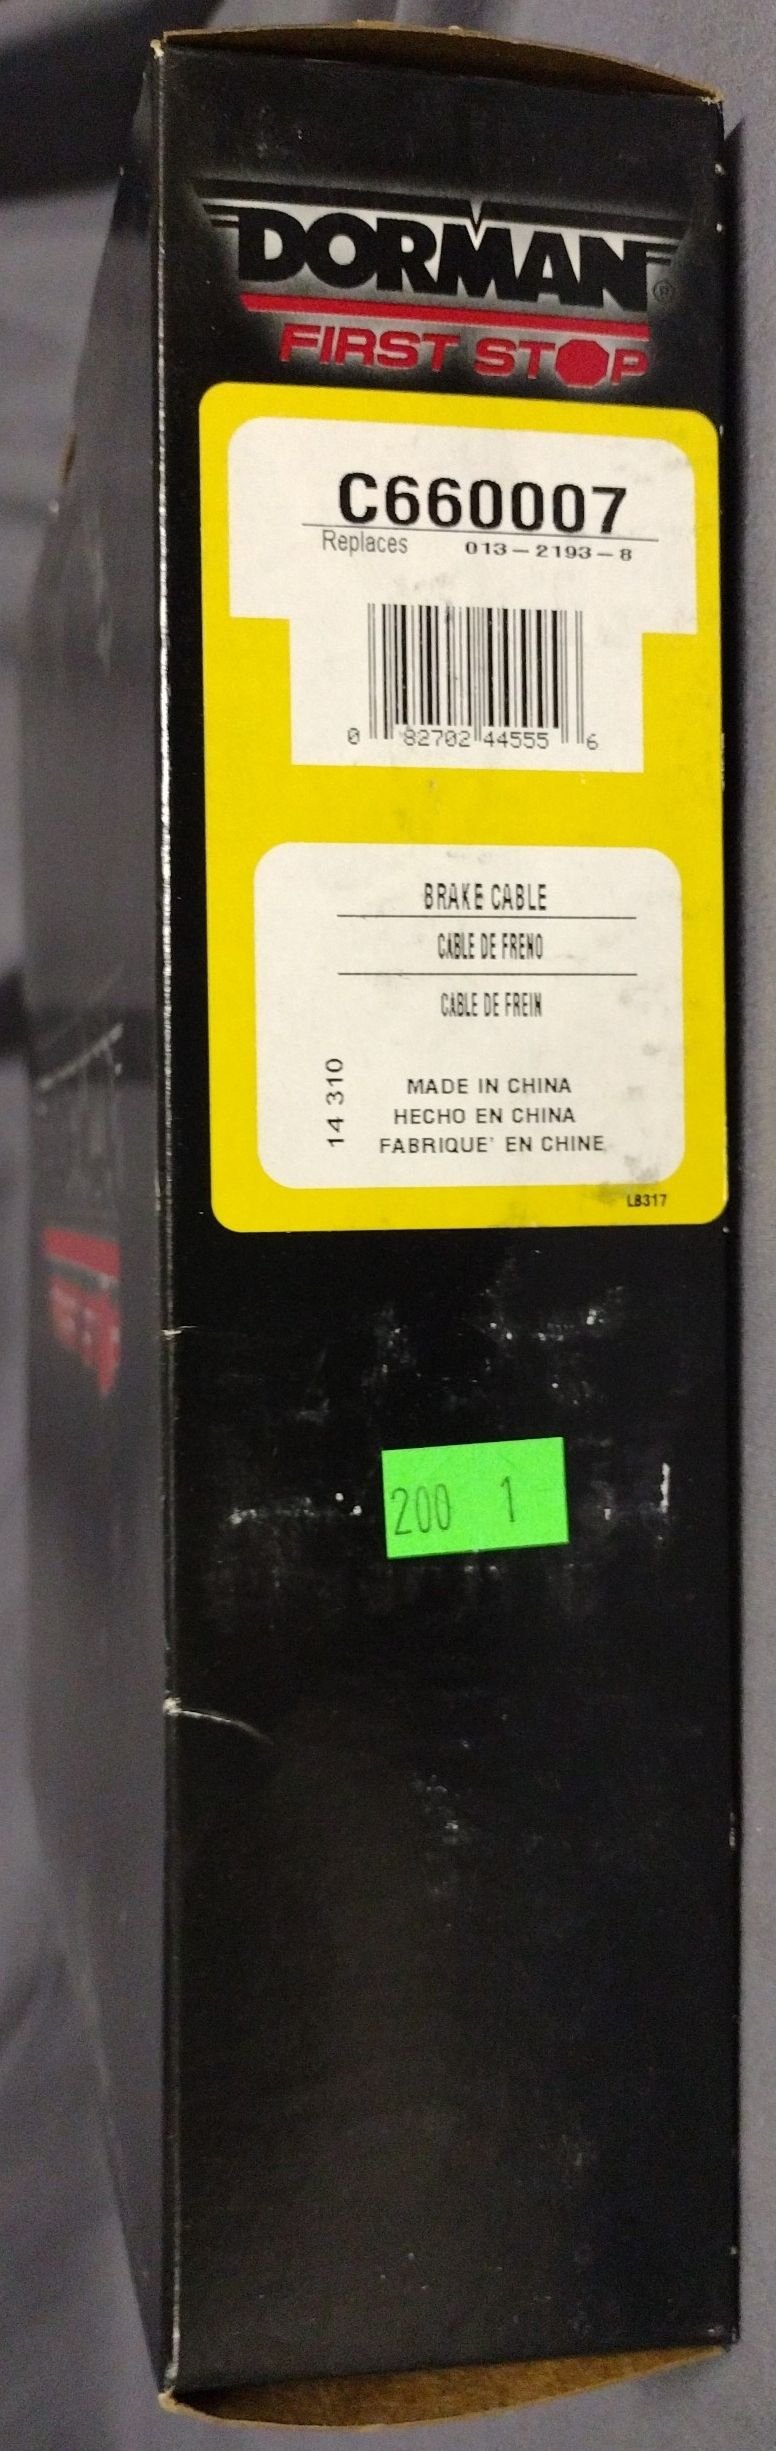 DORMAN®
FIRST STOP
C660007
Replaces 013-2193-8
0 82702 44555 6
BRAKE CABLE
CABLE DE FRENO
CABLE DE FREIN
14 310
MADE IN CHINA
HECHO EN CHINA
FABRIQUE' EN CHINE
LB317
200 1